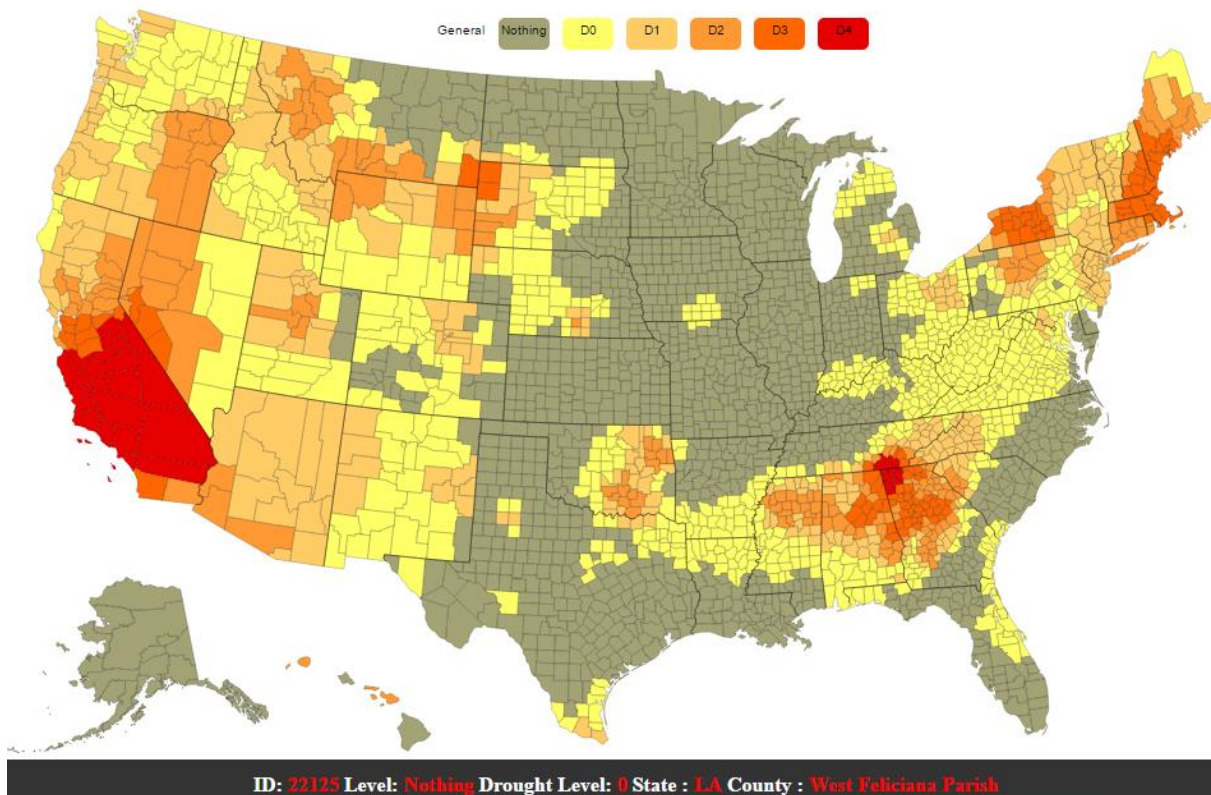 General Nothing D0 D1 D2 D3 D4
ID: 22125 Level: Nothing Drought Level: 0 State : LA County : West Feliciana Parish